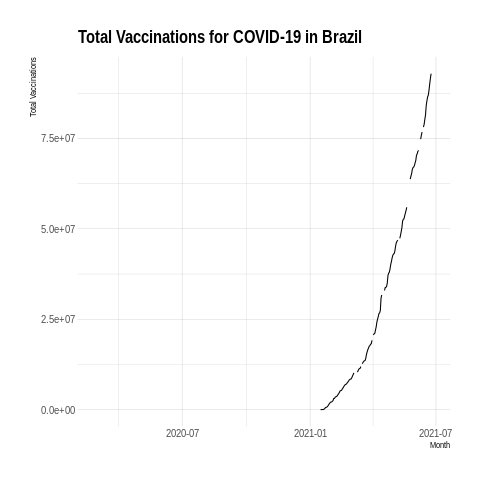 Total Vaccinations for COVID-19 in Brazil
Total Vaccinations
7.5e+07
5.0e+07
2.5e+07
0.0e+00
2020-07 2021-01 2021-07
Month